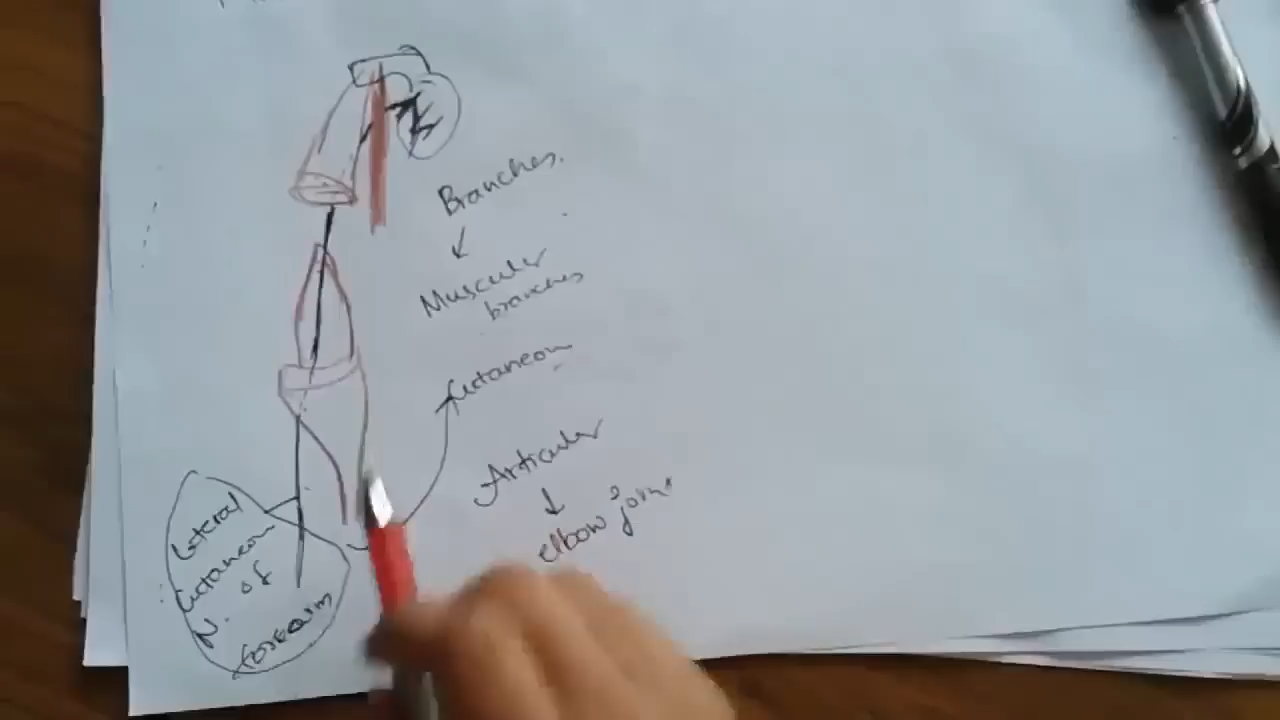 Branches.
Muscular
branches
Cutaneous
Articular
elbow joint
Lateral
Cutaneous
N. of
forearm